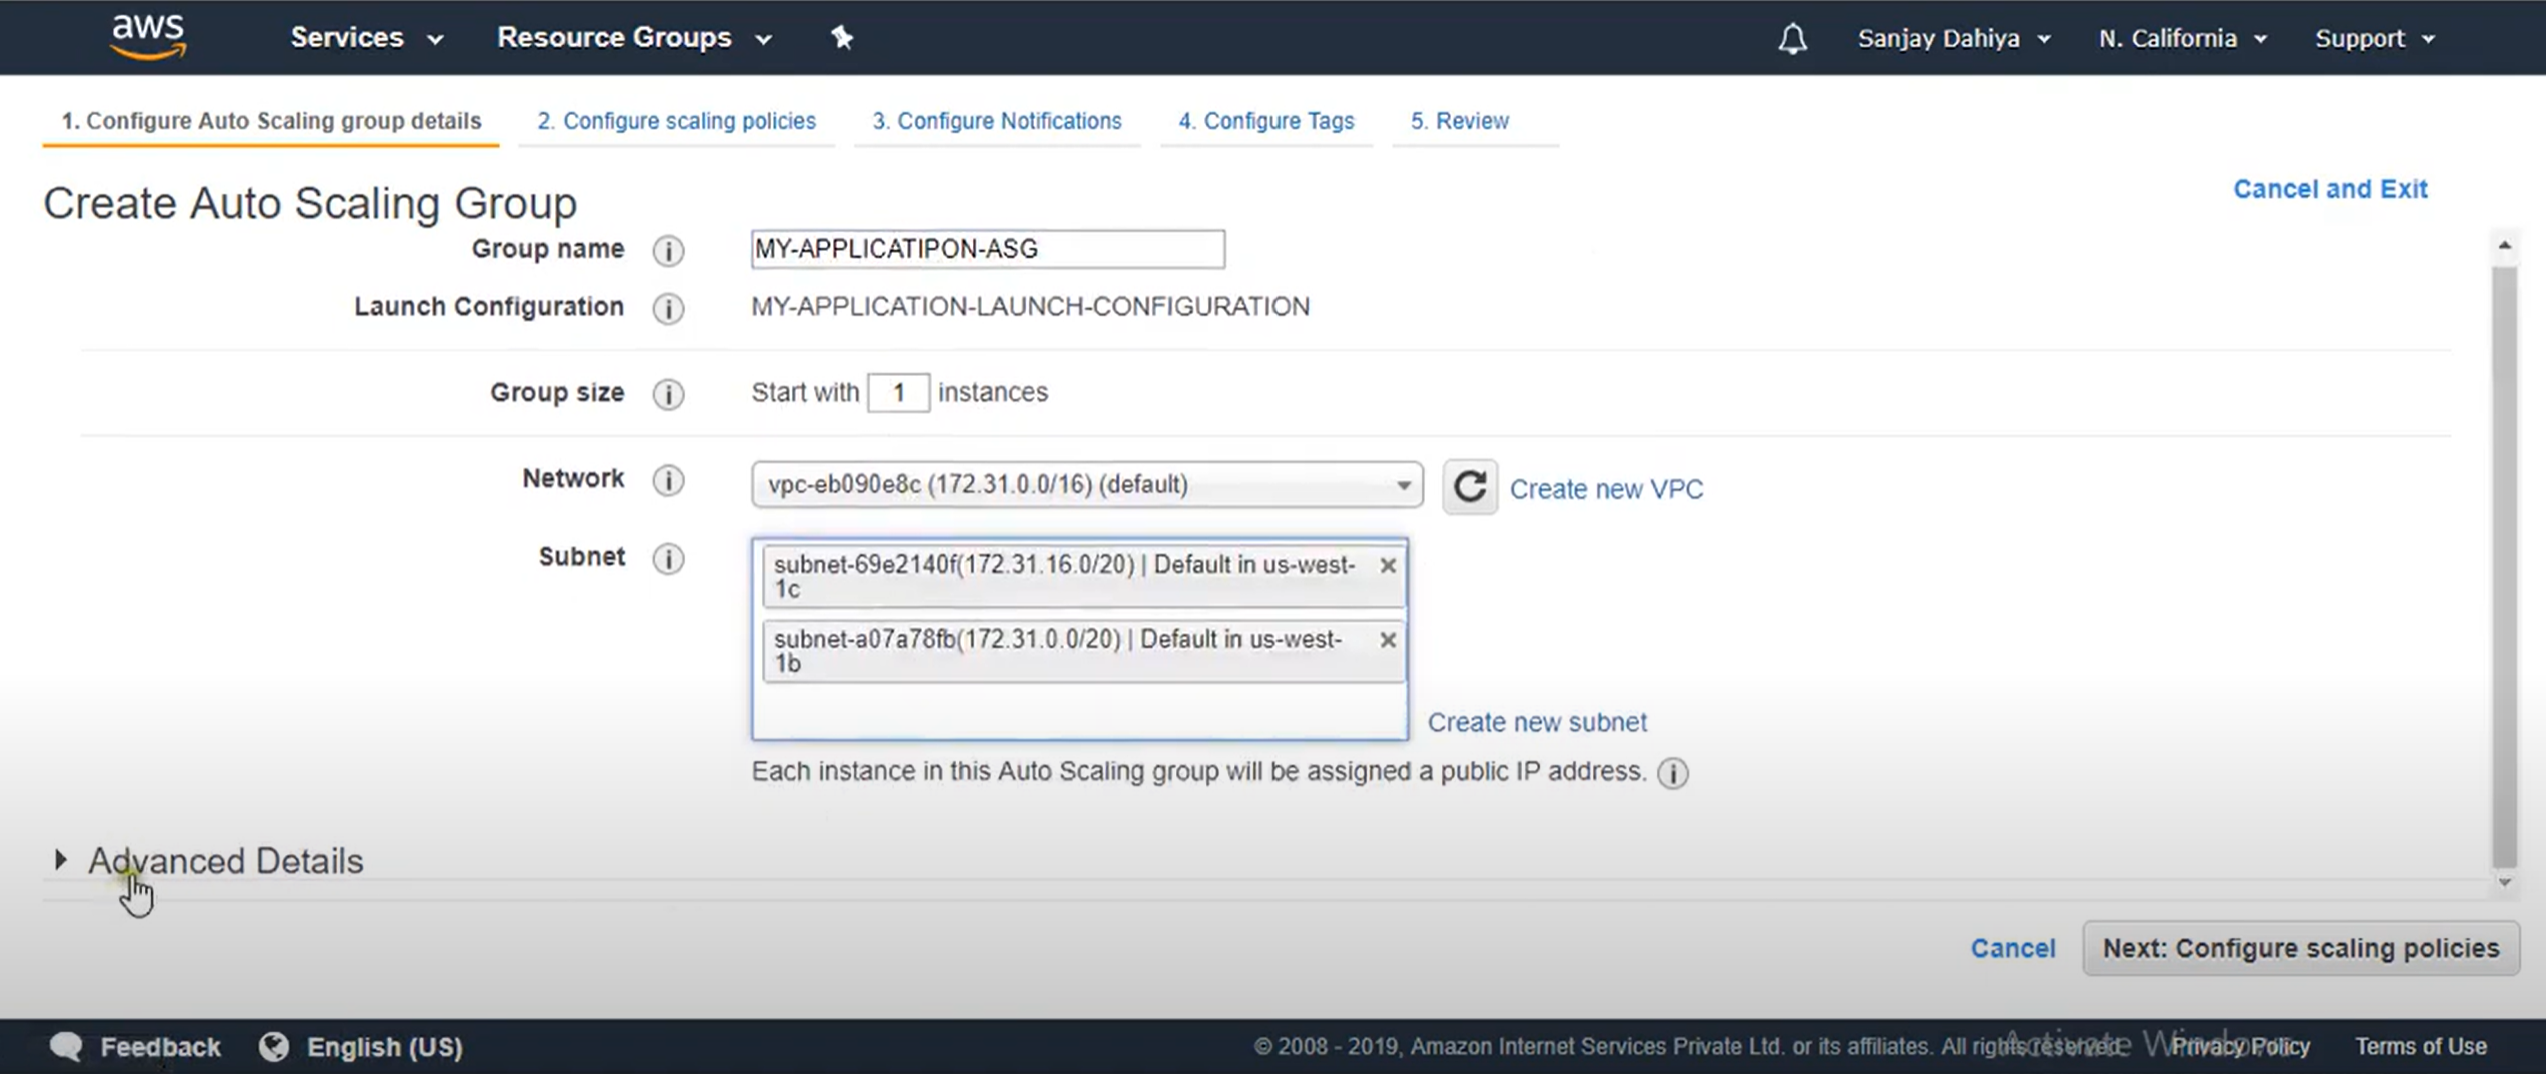 aws Services Resource Groups Sanjay Dahiya N. California Support
1. Configure Auto Scaling group details 2. Configure scaling policies 3. Configure Notifications 4. Configure Tags 5. Review
Create Auto Scaling Group
Cancel and Exit
Group name MY-APPLICATIPON-ASG
Launch Configuration MY-APPLICATION-LAUNCH-CONFIGURATION
Group size Start with 1 instances
Network vpc-eb090e8c (172.31.0.0/16) (default) Create new VPC
Subnet subnet-69e2140f(172.31.16.0/20) | Default in us-west-
1c
subnet-a07a78fb(172.31.0.0/20) | Default in us-west-
1b
Create new subnet
Each instance in this Auto Scaling group will be assigned a public IP address.
Advanced Details
Cancel Next: Configure scaling policies
Feedback English (US) © 2008 - 2019, Amazon Internet Services Private Ltd. or its affiliates. All rights reserved. Privacy Policy Terms of Use
Activate Windows